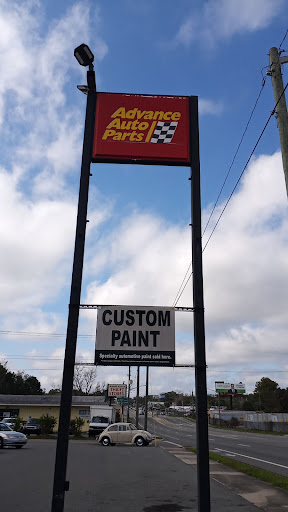 Advance
Auto
Parts
CUSTOM
PAINT
Specialty automotive paint sold here.